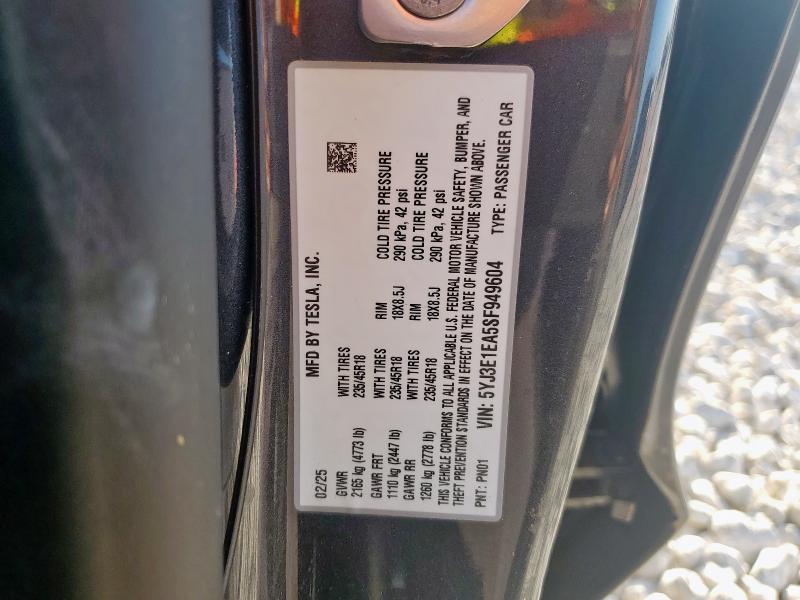 MFD BY TESLA, INC.
02/25
GVWR WITH TIRES RIM COLD TIRE PRESSURE
2165 kg (4773 lb) 235/45R18
GAWR FRT WITH TIRES RIM COLD TIRE PRESSURE
1110 kg (2447 lb) 235/45R18 18X8.5J 290 kPa, 42 psi
GAWR RR WITH TIRES RIM COLD TIRE PRESSURE
1260 kg (2778 lb) 235/45R18 18X8.5J 290 kPa, 42 psi
THIS VEHICLE CONFORMS TO ALL APPLICABLE U.S. FEDERAL MOTOR VEHICLE SAFETY, BUMPER, AND
THEFT PREVENTION STANDARDS IN EFFECT ON THE DATE OF MANUFACTURE SHOWN ABOVE.
VIN: 5YJ3E1EA5SF949604 TYPE: PASSENGER CAR
PNT: PN01